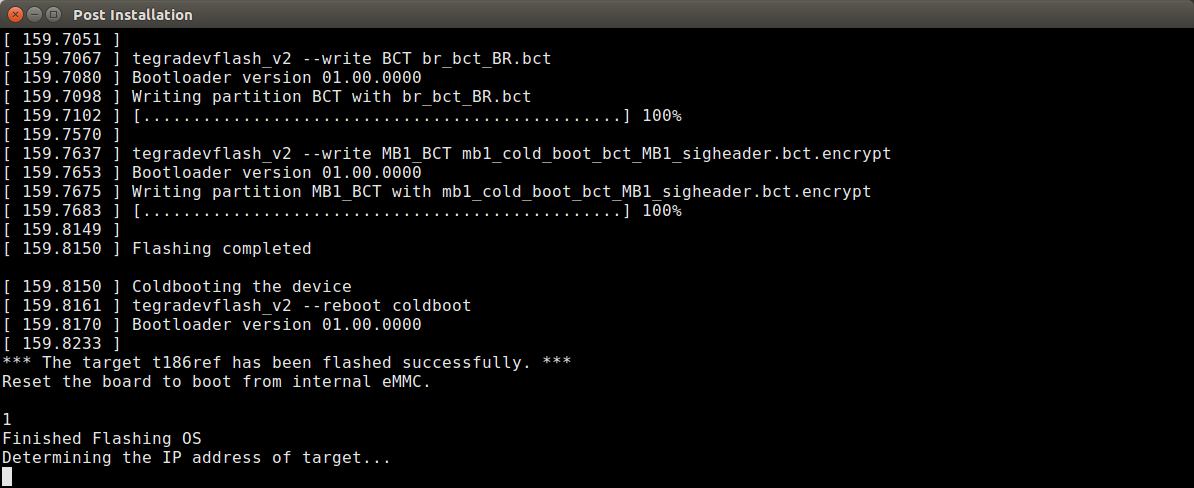 Post Installation
[ 159.7051 ]
[ 159.7067 ] tegradevflash_v2 --write BCT br_bct_BR.bct
[ 159.7080 ] Bootloader version 01.00.0000
[ 159.7098 ] Writing partition BCT with br_bct_BR.bct
[ 159.7102 ] [................................................] 100%
[ 159.7570 ]
[ 159.7637 ] tegradevflash_v2 --write MB1_BCT mb1_cold_boot_bct_MB1_sigheader.bct.encrypt
[ 159.7653 ] Bootloader version 01.00.0000
[ 159.7675 ] Writing partition MB1_BCT with mb1_cold_boot_bct_MB1_sigheader.bct.encrypt
[ 159.7683 ] [................................................] 100%
[ 159.8149 ]
[ 159.8150 ] Flashing completed
[ 159.8150 ] Coldbooting the device
[ 159.8161 ] tegradevflash_v2 --reboot coldboot
[ 159.8170 ] Bootloader version 01.00.0000
[ 159.8233 ]
*** The target t186ref has been flashed successfully. ***
Reset the board to boot from internal eMMC.
1
Finished Flashing OS
Determining the IP address of target...